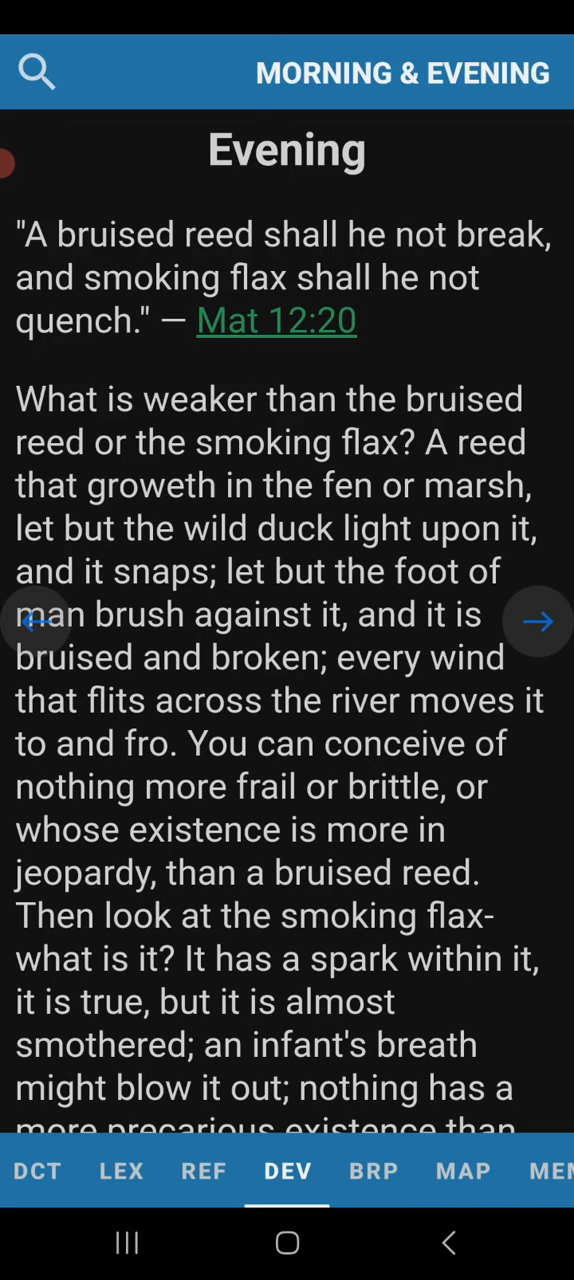 MORNING & EVENING
Evening
"A bruised reed shall he not break,
and smoking flax shall he not
quench." — Mat 12:20
What is weaker than the bruised
reed or the smoking flax? A reed
that groweth in the fen or marsh,
let but the wild duck light upon it,
and it snaps; let but the foot of
man brush against it, and it is
bruised and broken; every wind
that flits across the river moves it
to and fro. You can conceive of
nothing more frail or brittle, or
whose existence is more in
jeopardy, than a bruised reed.
Then look at the smoking flax-
what is it? It has a spark within it,
it is true, but it is almost
smothered; an infant's breath
might blow it out; nothing has a
more precarious existence than
DCT LEX REF DEV BRP MAP MEM